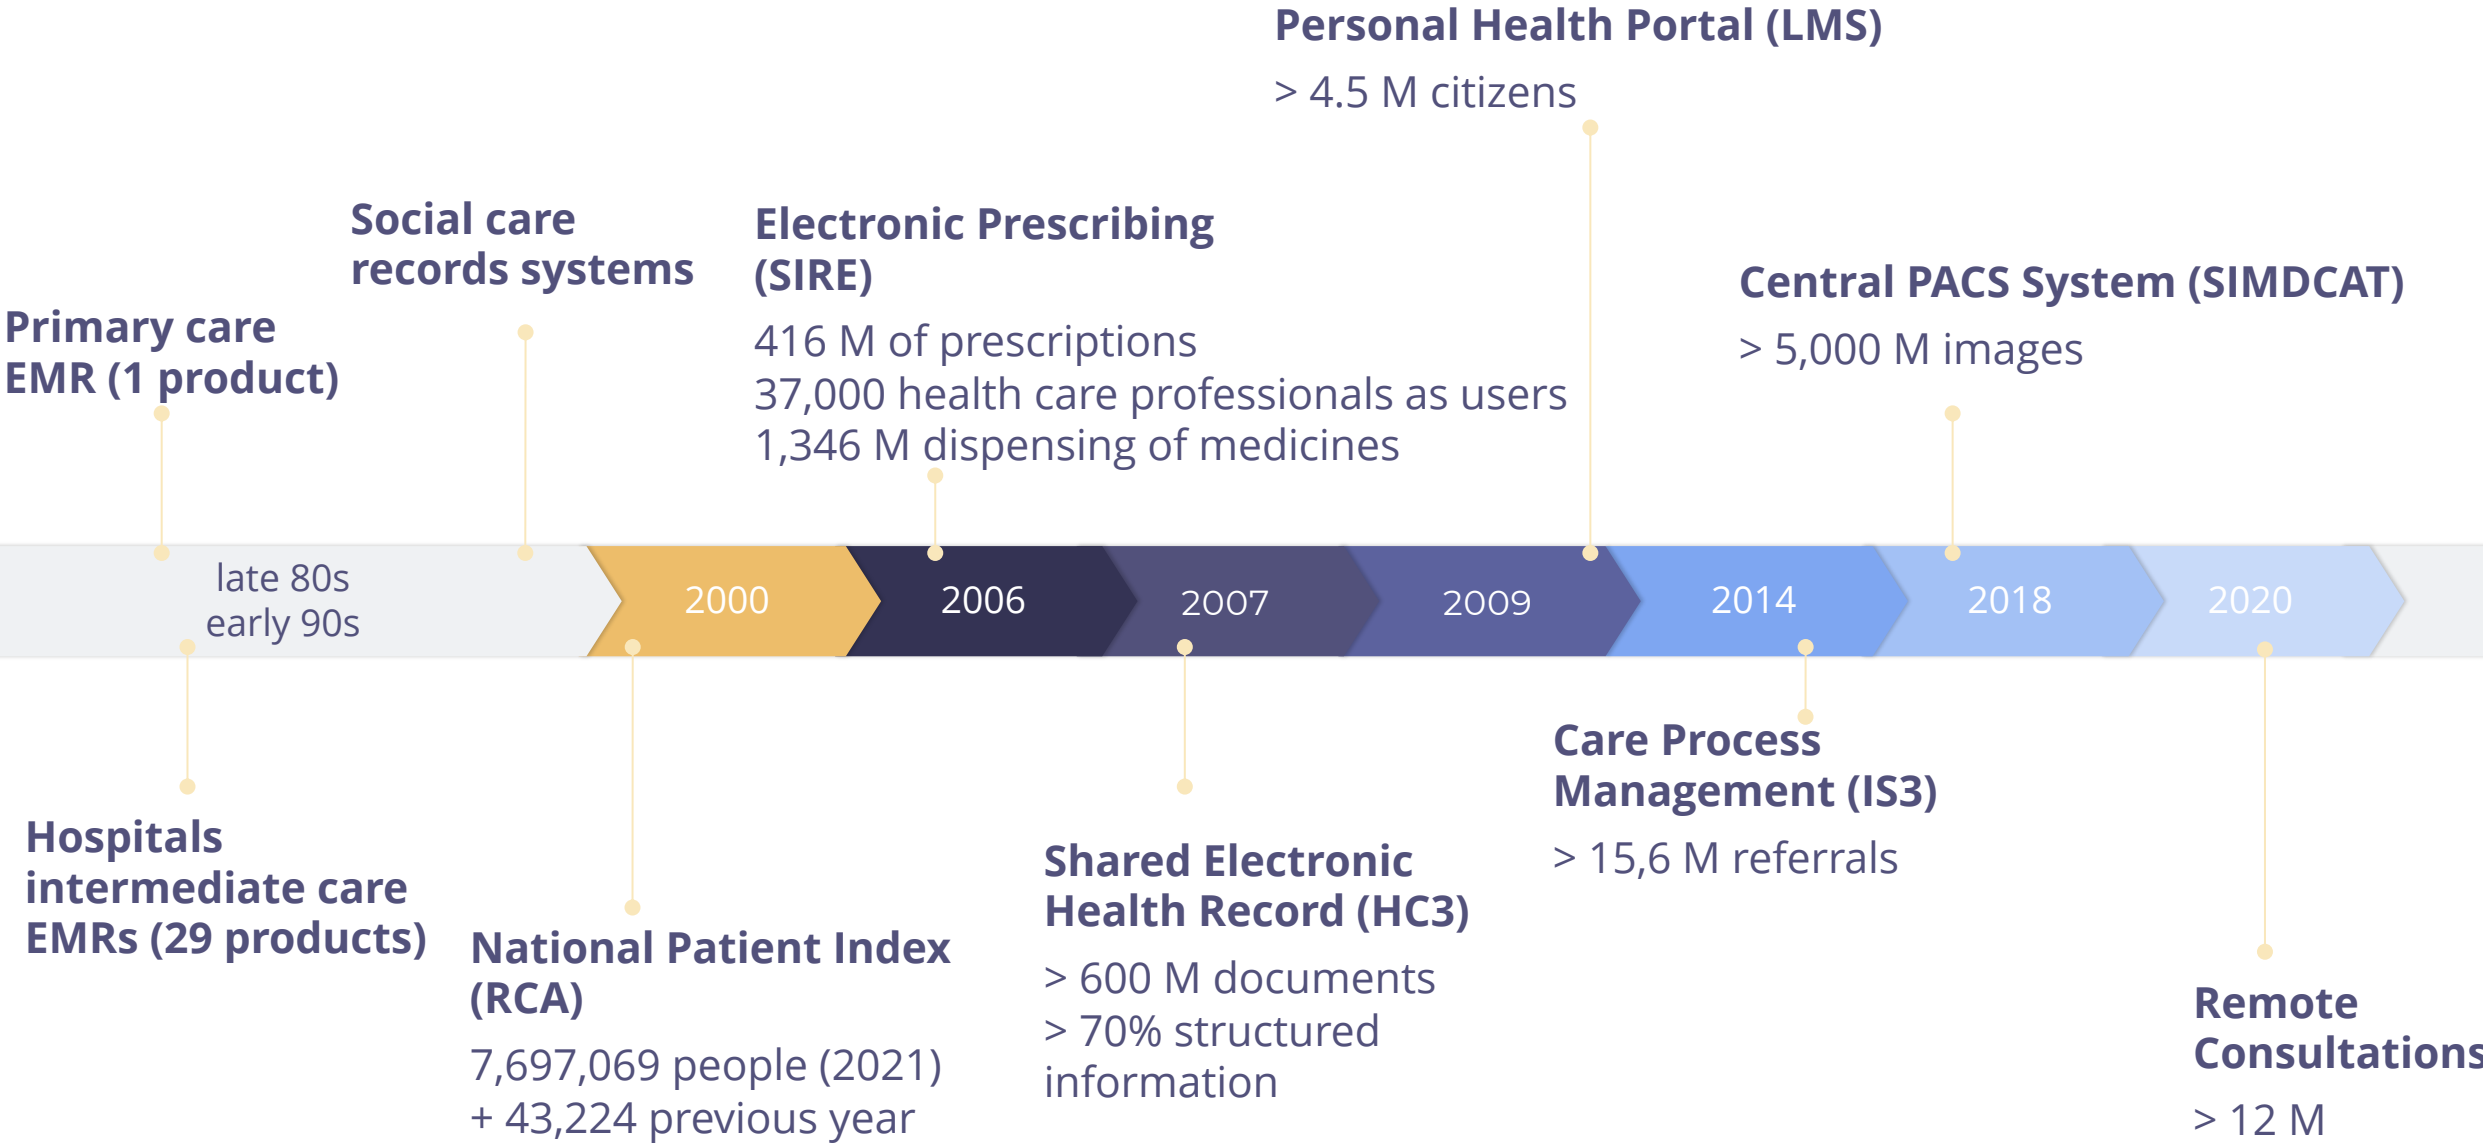 Personal Health Portal (LMS)
> 4.5 M citizens
Social care
records systems
Electronic Prescribing
(SIRE)
416 M of prescriptions
37,000 health care professionals as users
1,346 M dispensing of medicines
Central PACS System (SIMDCAT)
> 5,000 M images
Primary care
EMR (1 product)
late 80s
early 90s
2000
2006
2007
2009
2014
2018
2020
Hospitals
intermediate care
EMRs (29 products)
National Patient Index
(RCA)
7,697,069 people (2021)
+ 43,224 previous year
Shared Electronic
Health Record (HC3)
> 600 M documents
> 70% structured
information
Care Process
Management (IS3)
> 15,6 M referrals
Remote
Consultations
> 12 M